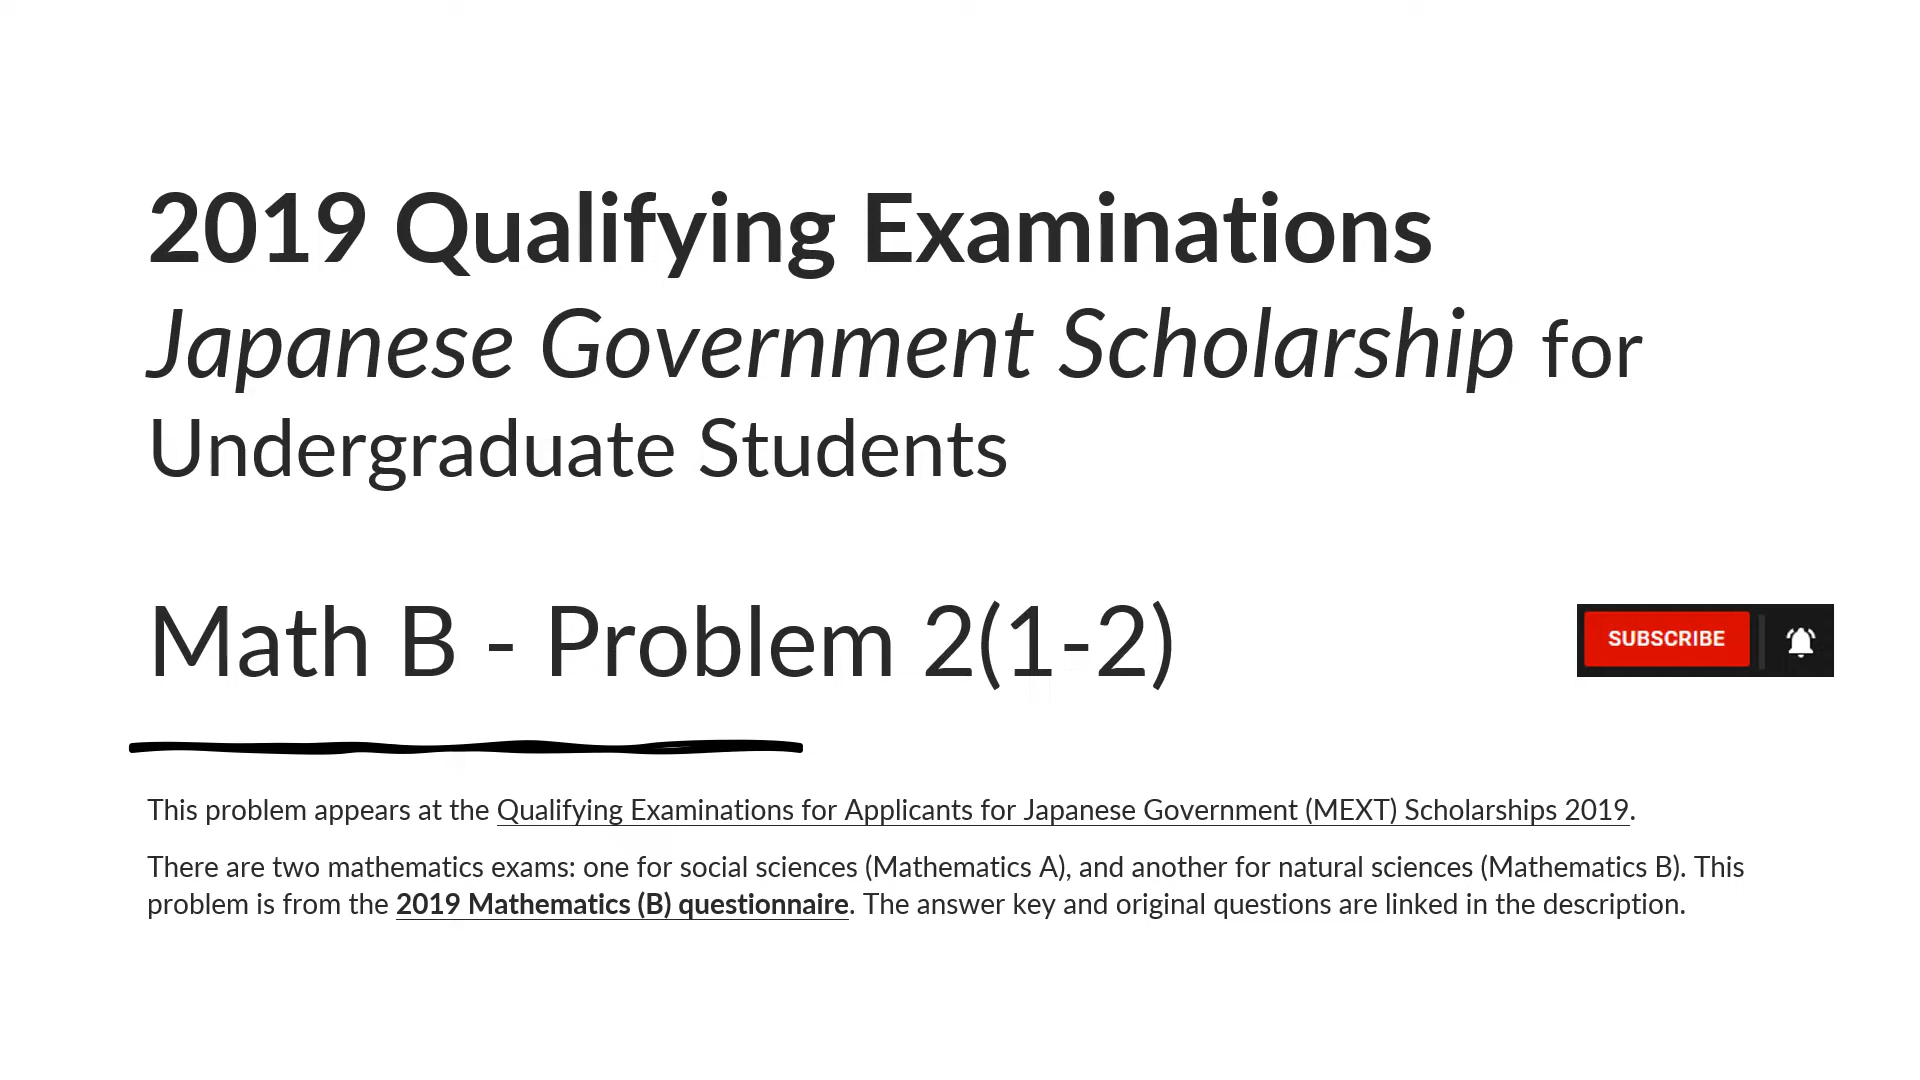 2019 Qualifying Examinations
Japanese Government Scholarship for
Undergraduate Students
Math B - Problem 2(1-2)
SUBSCRIBE
This problem appears at the Qualifying Examinations for Applicants for Japanese Government (MEXT) Scholarships 2019.
There are two mathematics exams: one for social sciences (Mathematics A), and another for natural sciences (Mathematics B). This
problem is from the 2019 Mathematics (B) questionnaire. The answer key and original questions are linked in the description.